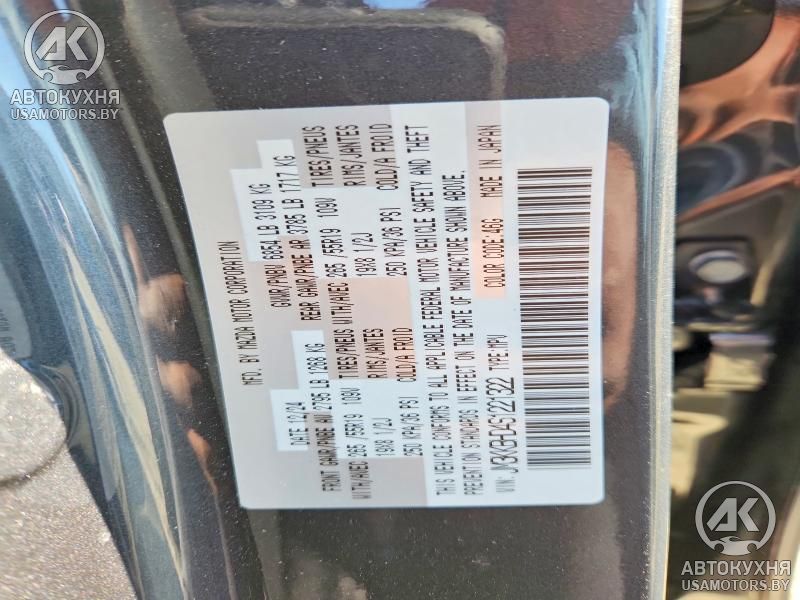 АК
АВТОКУХНЯ
USAMOTORS.BY
MFD. BY MAZDA MOTOR CORPORATION
DATE: 12/24 GVWR/PNBV 6854 LB 3109 KG
FRONT GAWR/PNBE AV 2795 LB 1268 KG REAR GAWR/PNBE AR 3785 LB 1717 KG
WITH/AVEC 265 /55R19 109V TIRES/PNEUS WITH/AVEC 265 /55R19 109V TIRES/PNEUS
19X8 1/2J RIMS/JANTES 19X8 1/2J RIMS/JANTES
250 KPA/36 PSI COLD/A FROID 250 KPA/36 PSI COLD/A FROID
THIS VEHICLE CONFORMS TO ALL APPLICABLE FEDERAL MOTOR VEHICLE SAFETY AND THEFT
PREVENTION STANDARDS IN EFFECT ON THE DATE OF MANUFACTURE SHOWN ABOVE.
COLOR CODE:46G MADE IN JAPAN
VIN: TYPE:MPV
АК
АВТОКУХНЯ
USAMOTORS.BY